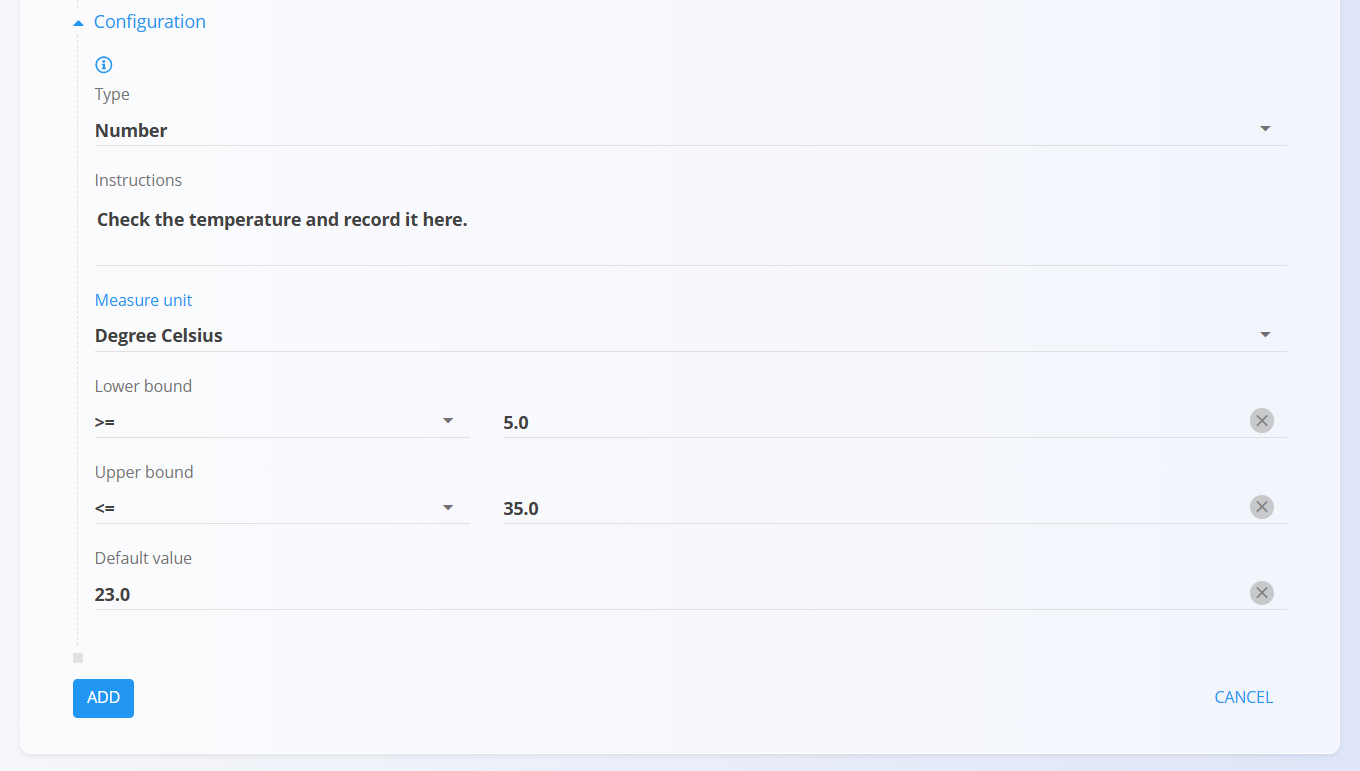 Configuration
Type
Number
Instructions
Check the temperature and record it here.
Measure unit
Degree Celsius
Lower bound
>= 5.0
Upper bound
<= 35.0
Default value
23.0
ADD CANCEL